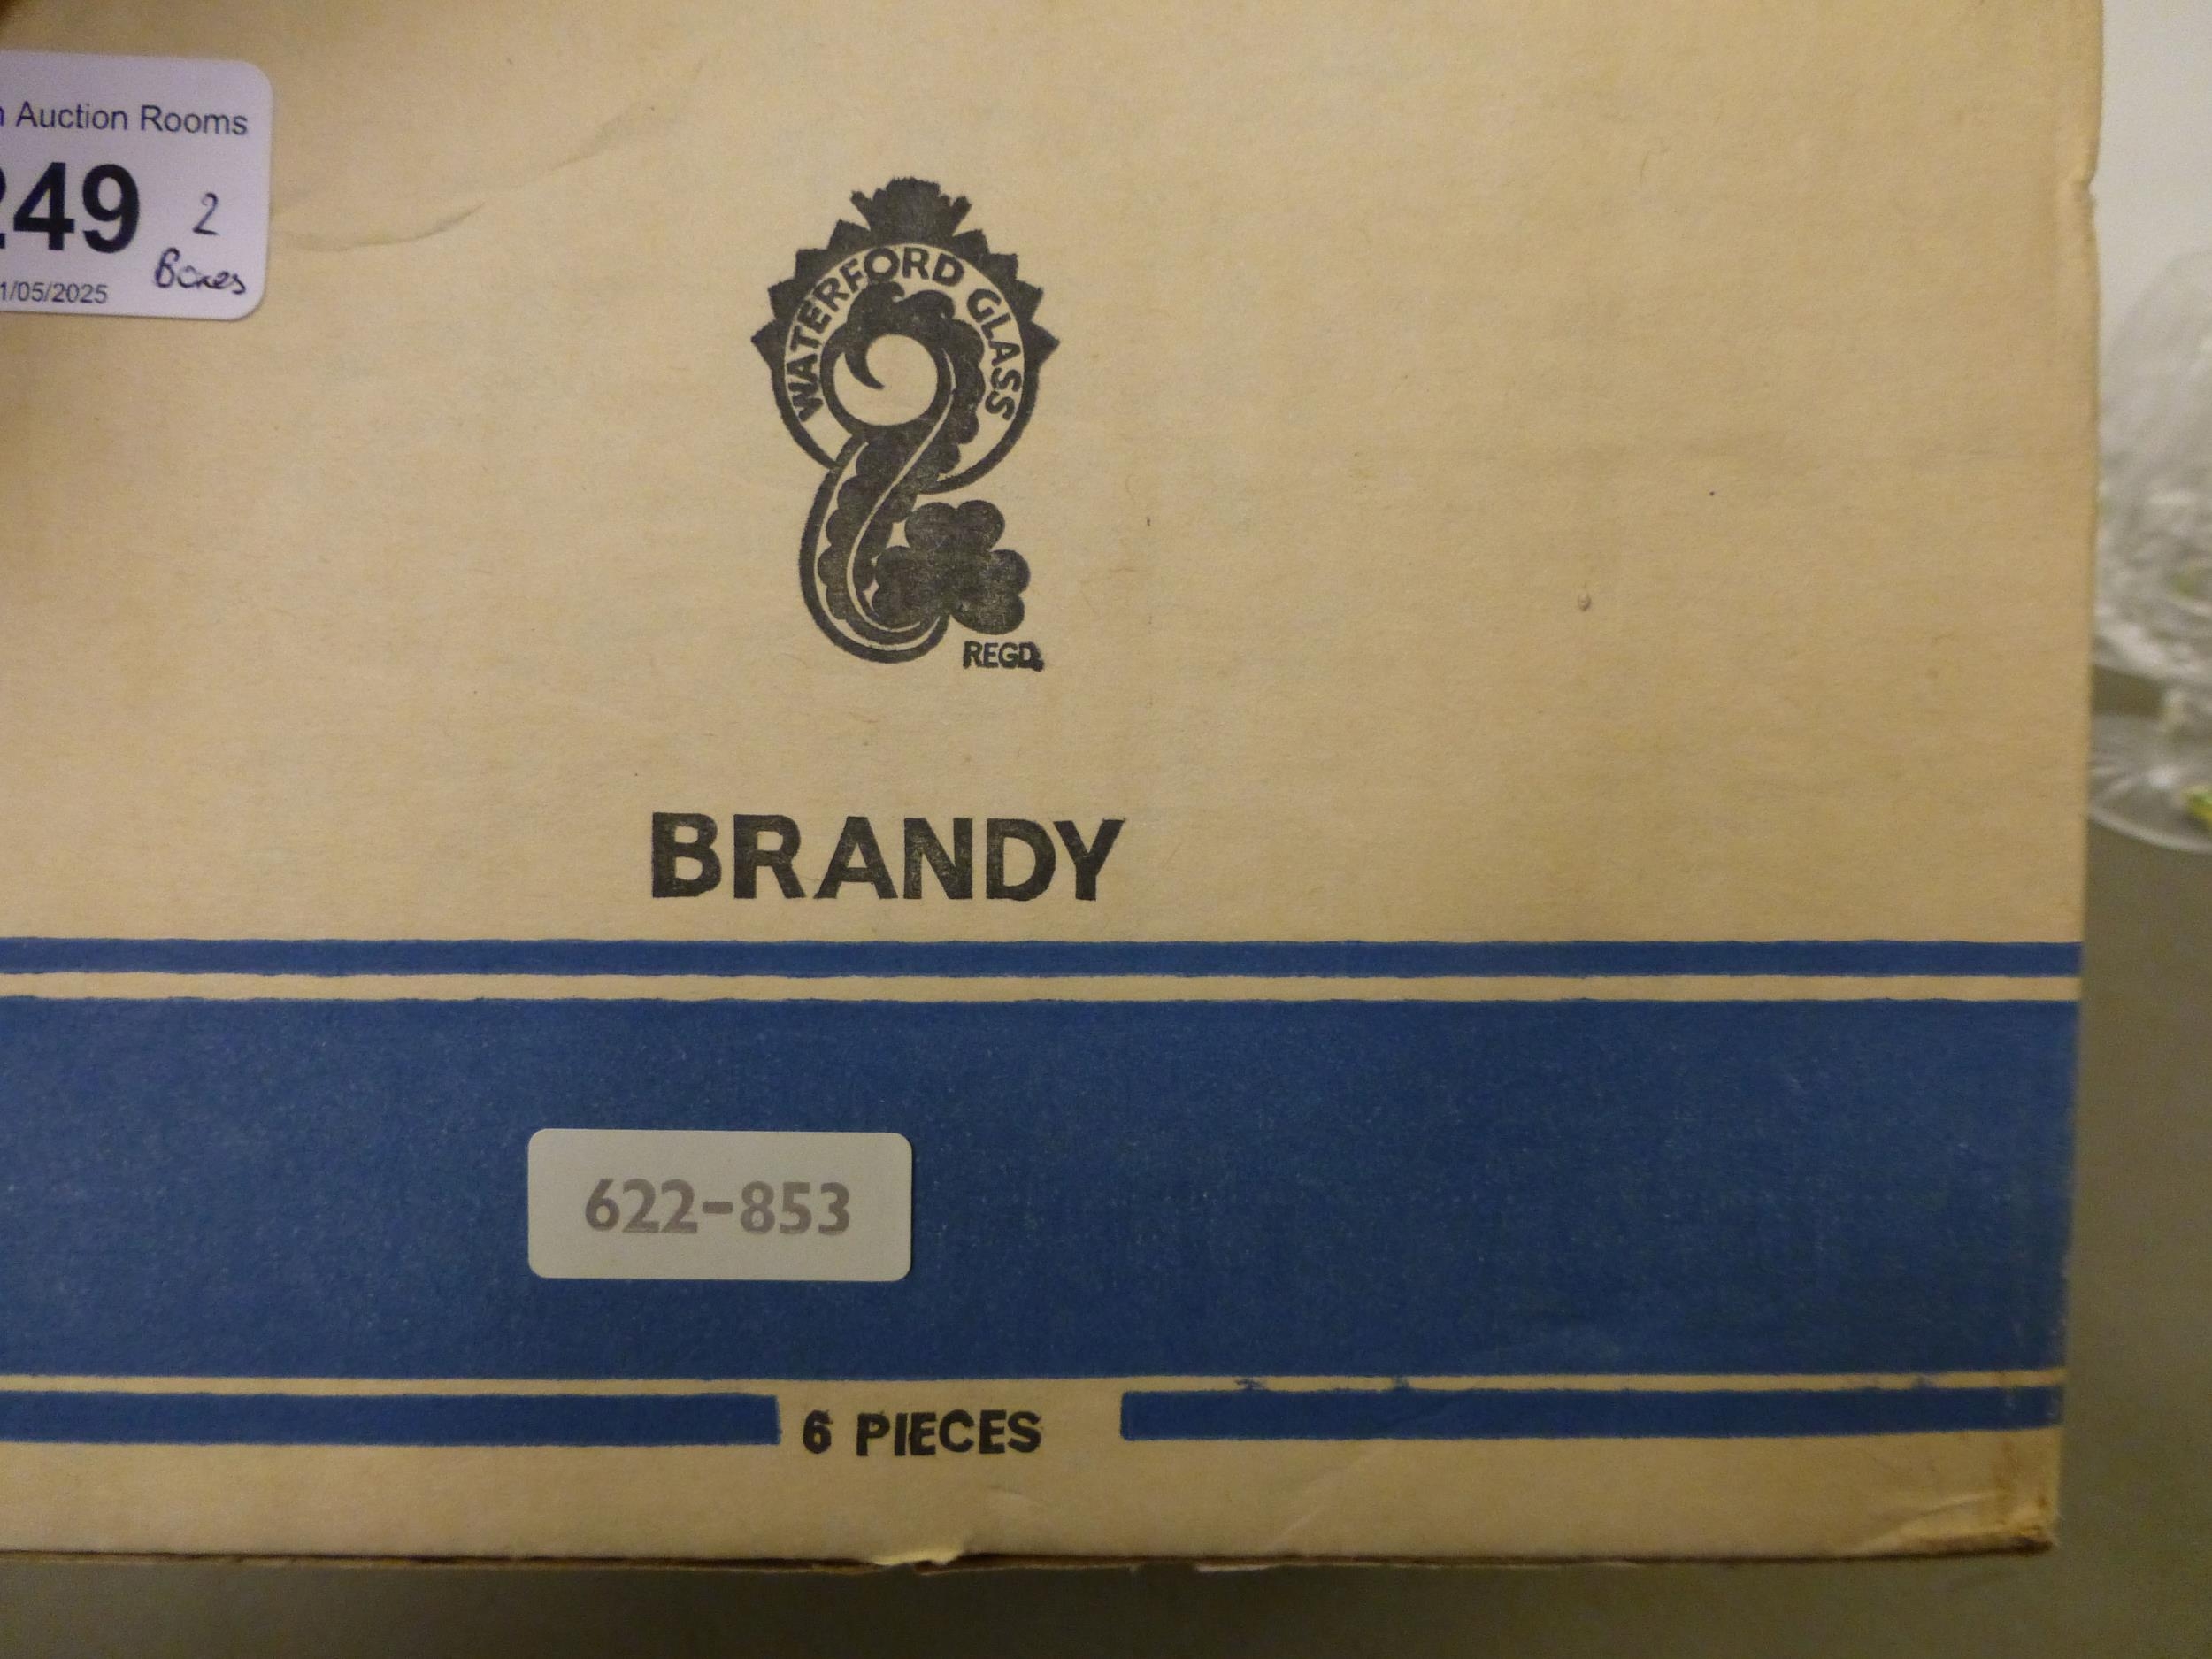 Auction Rooms
249
2
Boxes
1/05/2025
WATERFORD GLASS
REGD.
BRANDY
622-853
6 PIECES